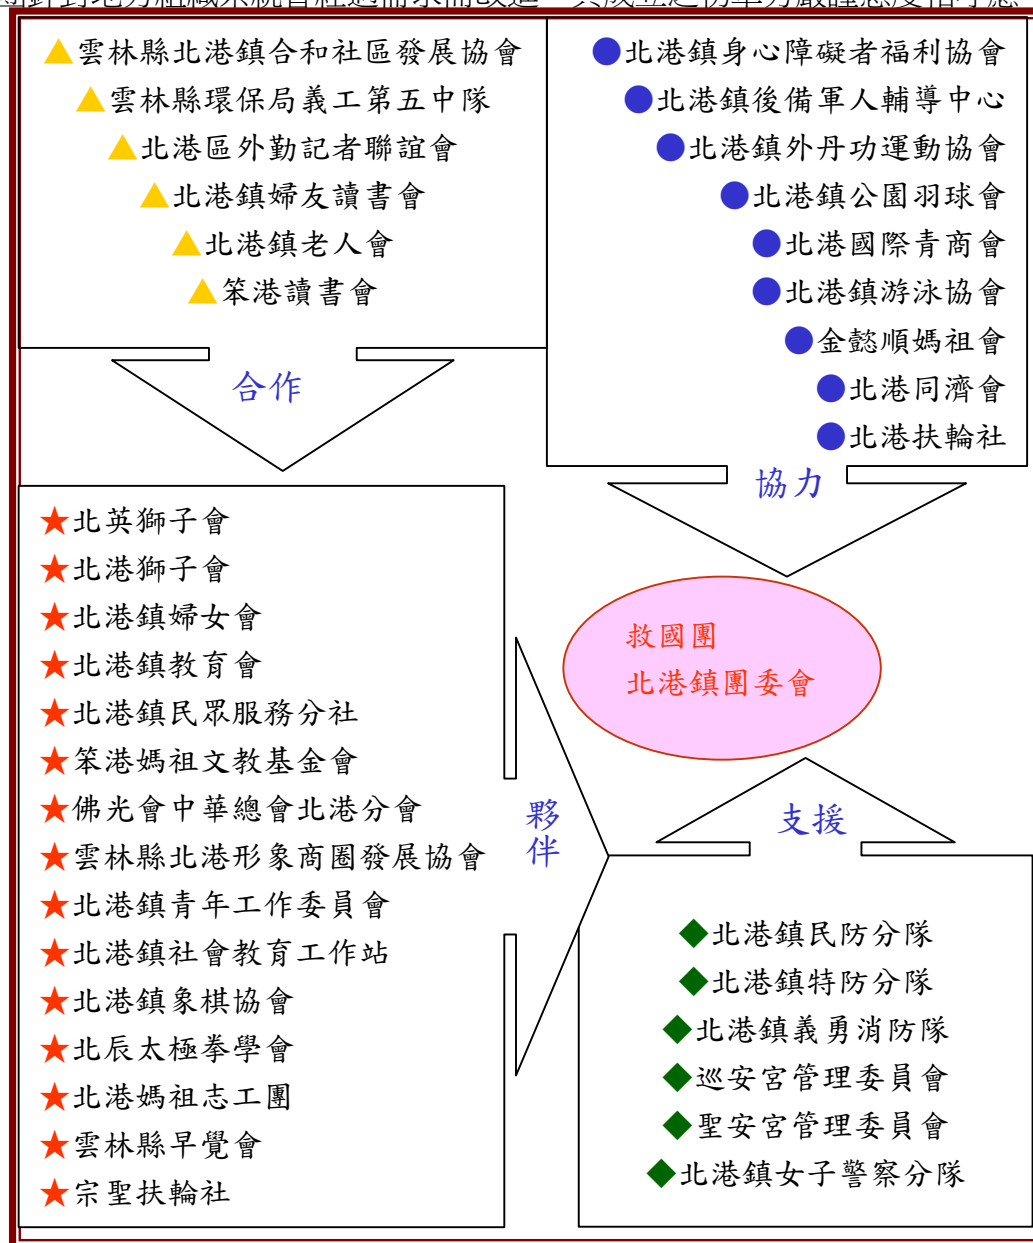 ▲雲林縣北港鎮合和社區發展協會
▲雲林縣環保局義工第五中隊
▲北港區外勤記者聯誼會
▲北港鎮婦友讀書會
▲北港鎮老人會
▲笨港讀書會
合作
●北港鎮身心障礙者福利協會
●北港鎮後備軍人輔導中心
●北港鎮外丹功運動協會
●北港鎮公園羽球會
●北港國際青商會
●北港鎮游泳協會
●金懿順媽祖會
●北港同濟會
●北港扶輪社
協力
★北英獅子會
★北港獅子會
★北港鎮婦女會
★北港鎮教育會
★北港鎮民眾服務分社
★笨港媽祖文教基金會
★佛光會中華總會北港分會
★雲林縣北港形象商圈發展協會
★北港鎮青年工作委員會
★北港鎮社會教育工作站
★北港鎮象棋協會
★北辰太極拳學會
★北港媽祖志工團
★雲林縣早覺會
★宗聖扶輪社
夥伴
救國團
北港鎮團委會
支援
◆北港鎮民防分隊
◆北港鎮特防分隊
◆北港鎮義勇消防隊
◆巡安宮管理委員會
◆聖安宮管理委員會
◆北港鎮女子警察分隊